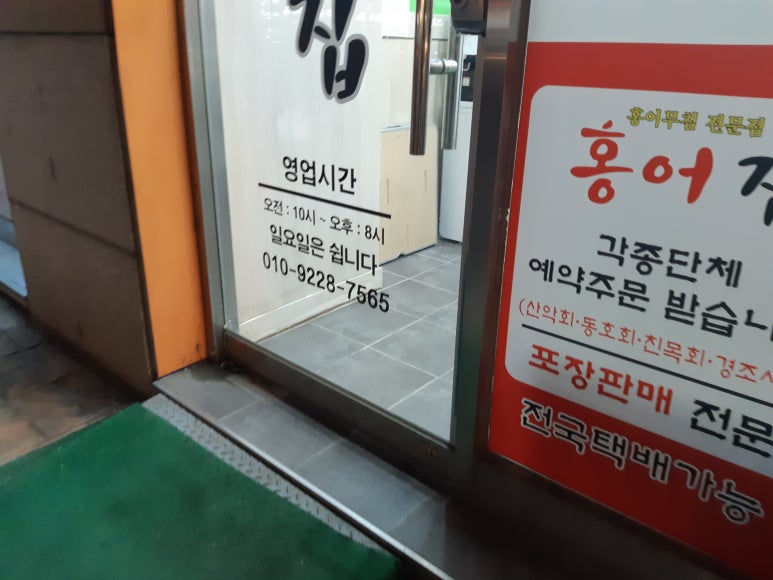 집
영업시간
오전 : 10시 ~ 오후 : 8시
일요일은 쉽니다
010-9228-7565
홍어무침 전문점
홍어
각종단체
예약주문 받습니
(산악회·동호회·친목회·경조사
포장판매 전문
전국택배가능